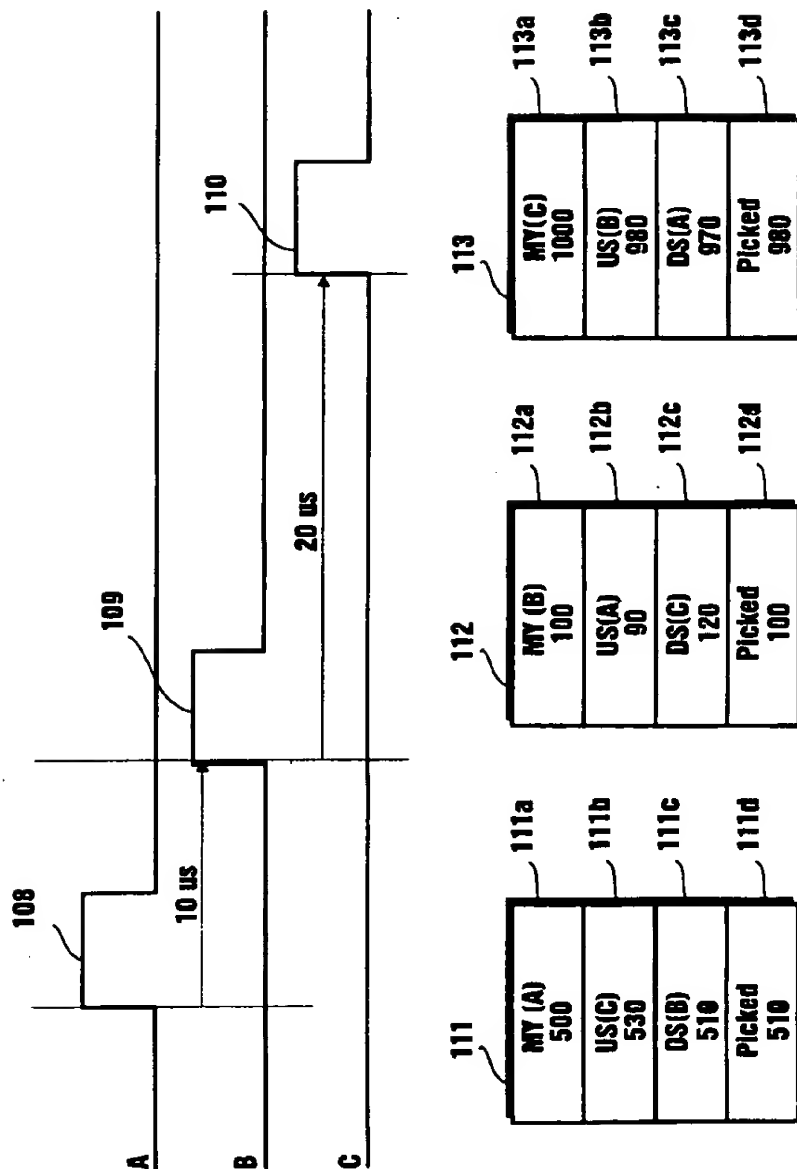 108
A
10 us
109
B
20 us
110
C
111
MY (A)
500
111a
US(C)
530
111b
DS(B)
510
111c
Picked
510
111d
112
MY (B)
100
112a
US(A)
90
112b
DS(C)
120
112c
Picked
100
112d
113
MY(C)
1000
113a
US(B)
980
113b
DS(A)
970
113c
Picked
980
113d